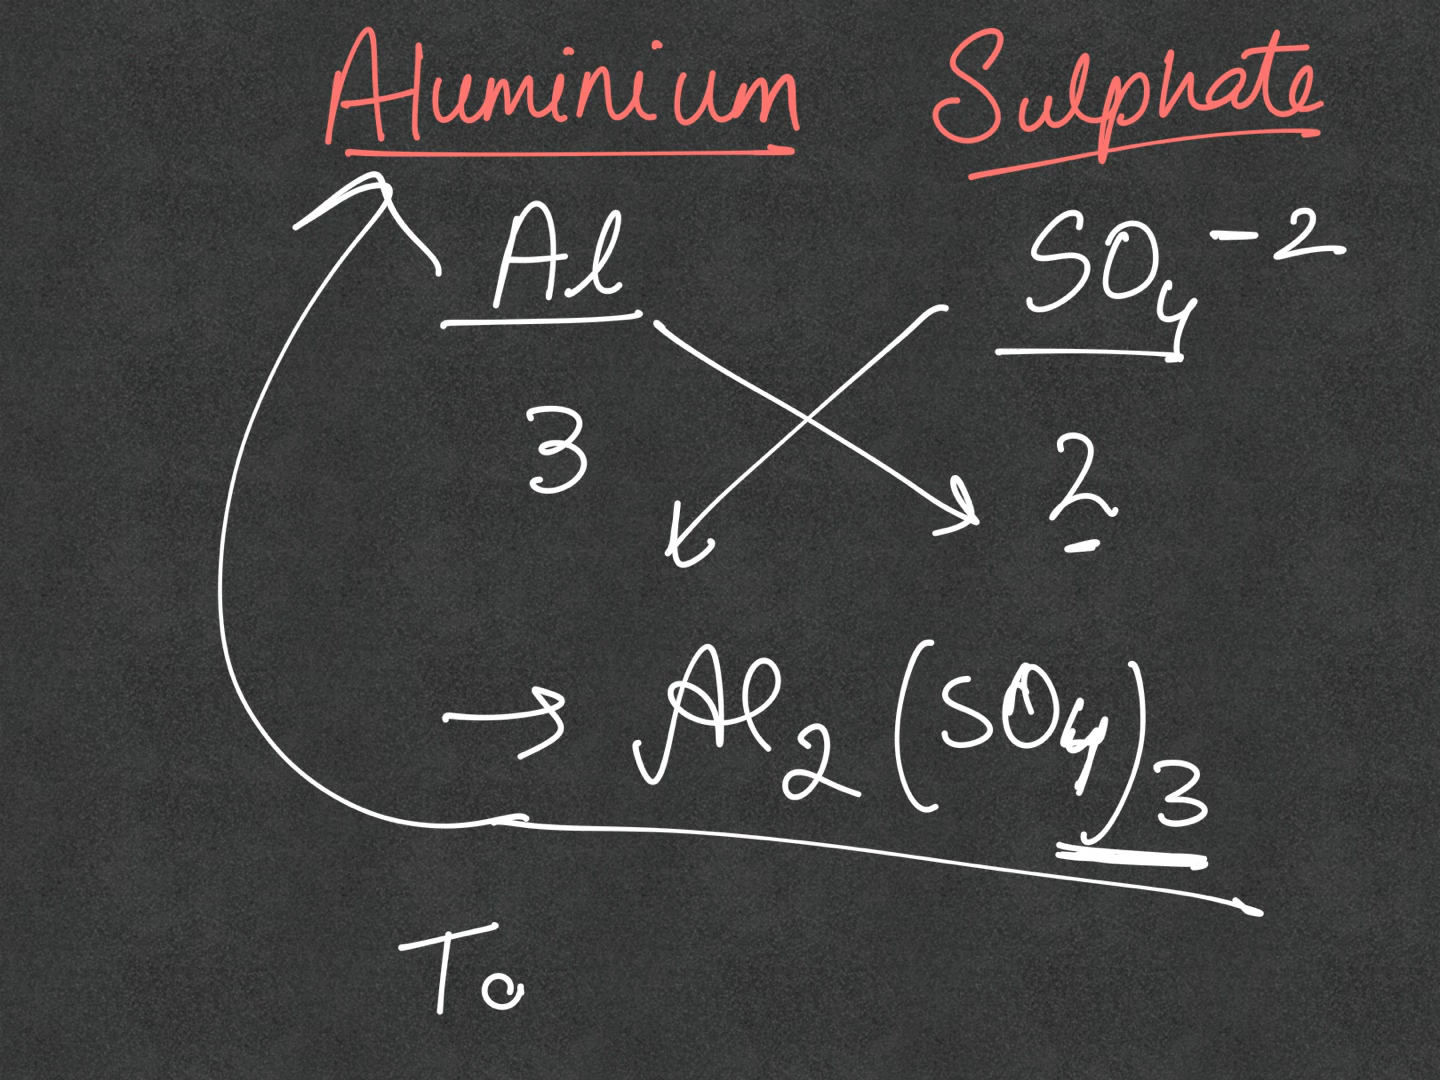 Aluminium Sulphate
Al SO₄⁻²
3 2
→ Al₂(SO₄)₃
To